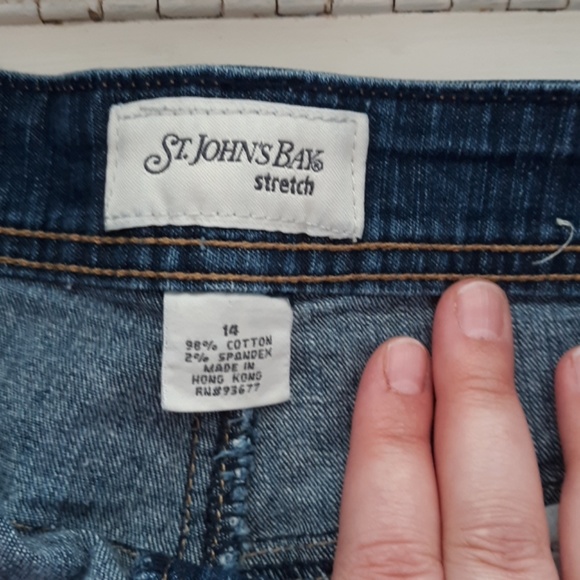 ST. JOHN'S BAY
stretch
14
98% COTTON
2% SPANDEX
MADE IN
HONG KONG
RN#93677